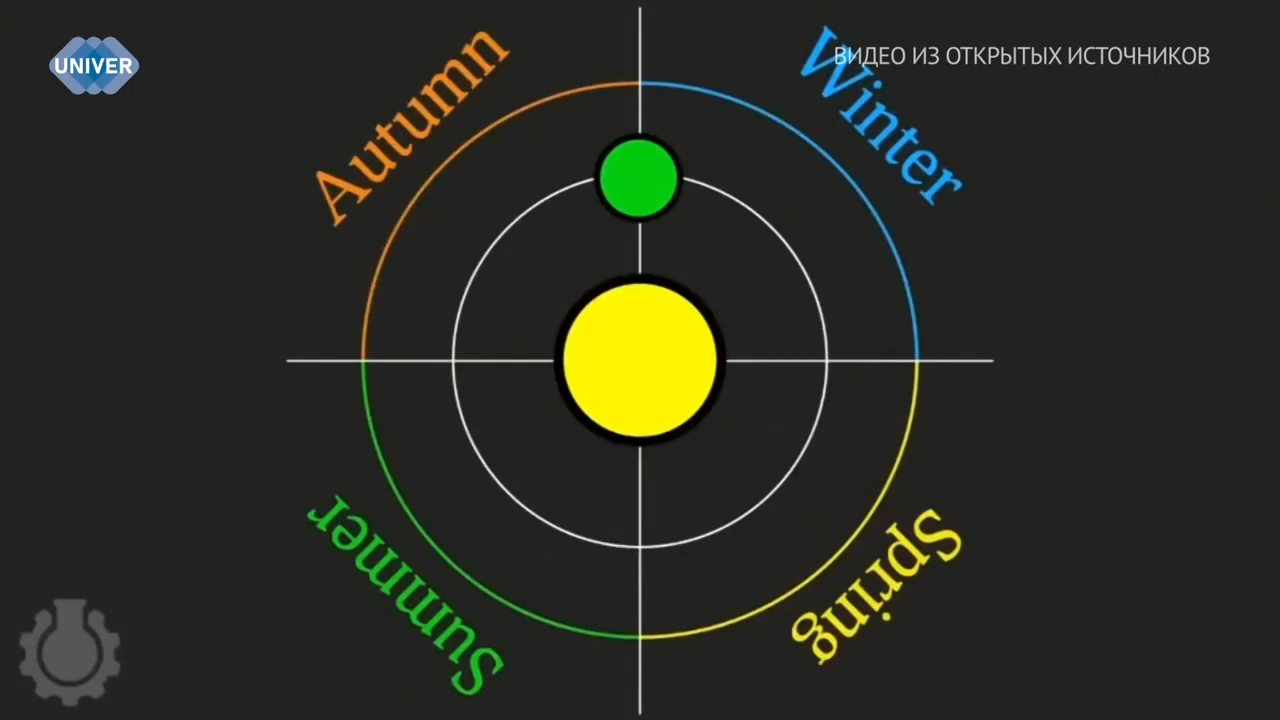 UNIVER
ВИДЕО ИЗ ОТКРЫТЫХ ИСТОЧНИКОВ
Autumn
Winter
Summer
Spring